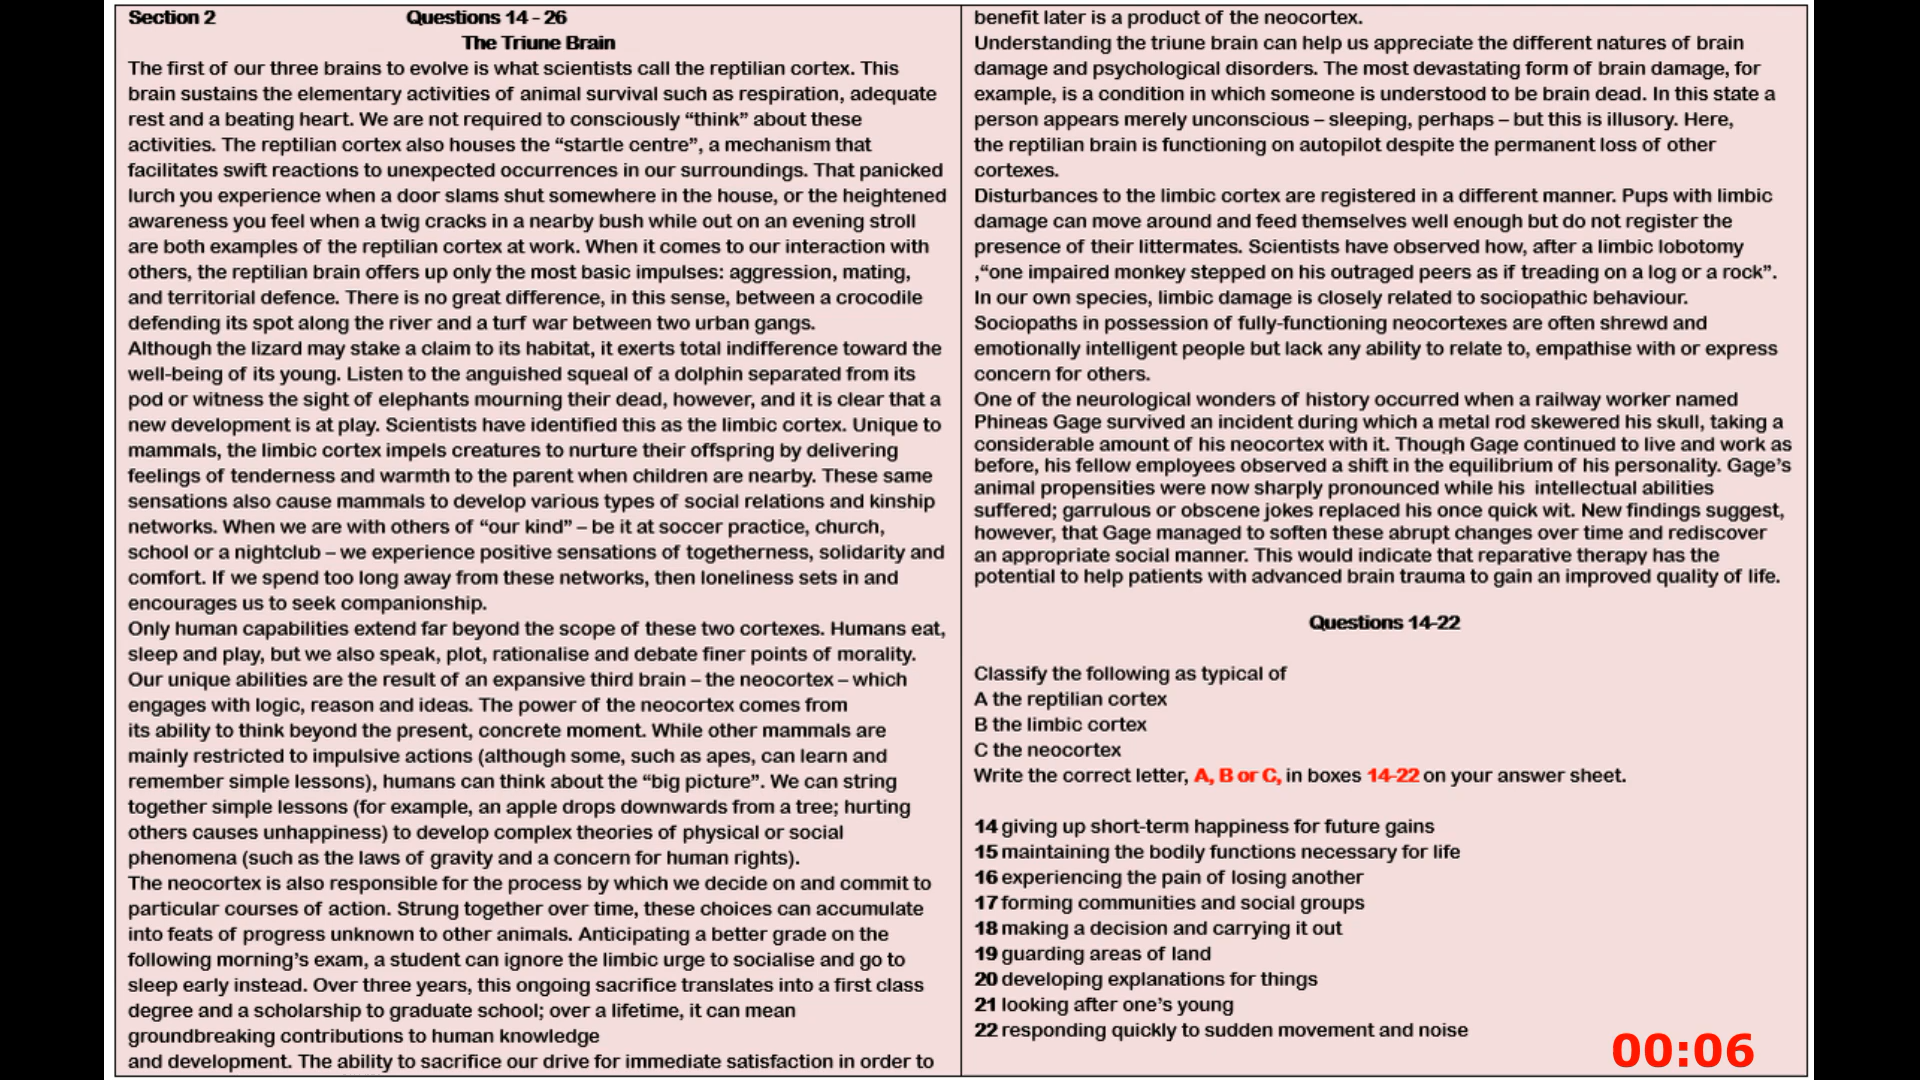 Section 2 Questions 14 - 26
The Triune Brain
The first of our three brains to evolve is what scientists call the reptilian cortex. This
brain sustains the elementary activities of animal survival such as respiration, adequate
rest and a beating heart. We are not required to consciously “think” about these
activities. The reptilian cortex also houses the “startle centre”, a mechanism that
facilitates swift reactions to unexpected occurrences in our surroundings. That panicked
lurch you experience when a door slams shut somewhere in the house, or the heightened
awareness you feel when a twig cracks in a nearby bush while out on an evening stroll
are both examples of the reptilian cortex at work. When it comes to our interaction with
others, the reptilian brain offers up only the most basic impulses: aggression, mating,
and territorial defence. There is no great difference, in this sense, between a crocodile
defending its spot along the river and a turf war between two urban gangs.
Although the lizard may stake a claim to its habitat, it exerts total indifference toward the
well-being of its young. Listen to the anguished squeal of a dolphin separated from its
pod or witness the sight of elephants mourning their dead, however, and it is clear that a
new development is at play. Scientists have identified this as the limbic cortex. Unique to
mammals, the limbic cortex impels creatures to nurture their offspring by delivering
feelings of tenderness and warmth to the parent when children are nearby. These same
sensations also cause mammals to develop various types of social relations and kinship
networks. When we are with others of “our kind” – be it at soccer practice, church,
school or a nightclub – we experience positive sensations of togetherness, solidarity and
comfort. If we spend too long away from these networks, then loneliness sets in and
encourages us to seek companionship.
Only human capabilities extend far beyond the scope of these two cortexes. Humans eat,
sleep and play, but we also speak, plot, rationalise and debate finer points of morality.
Our unique abilities are the result of an expansive third brain – the neocortex – which
engages with logic, reason and ideas. The power of the neocortex comes from
its ability to think beyond the present, concrete moment. While other mammals are
mainly restricted to impulsive actions (although some, such as apes, can learn and
remember simple lessons), humans can think about the “big picture”. We can string
together simple lessons (for example, an apple drops downwards from a tree; hurting
others causes unhappiness) to develop complex theories of physical or social
phenomena (such as the laws of gravity and a concern for human rights).
The neocortex is also responsible for the process by which we decide on and commit to
particular courses of action. Strung together over time, these choices can accumulate
into feats of progress unknown to other animals. Anticipating a better grade on the
following morning’s exam, a student can ignore the limbic urge to socialise and go to
sleep early instead. Over three years, this ongoing sacrifice translates into a first class
degree and a scholarship to graduate school; over a lifetime, it can mean
groundbreaking contributions to human knowledge
and development. The ability to sacrifice our drive for immediate satisfaction in order to
benefit later is a product of the neocortex.
Understanding the triune brain can help us appreciate the different natures of brain
damage and psychological disorders. The most devastating form of brain damage, for
example, is a condition in which someone is understood to be brain dead. In this state a
person appears merely unconscious – sleeping, perhaps – but this is illusory. Here,
the reptilian brain is functioning on autopilot despite the permanent loss of other
cortexes.
Disturbances to the limbic cortex are registered in a different manner. Pups with limbic
damage can move around and feed themselves well enough but do not register the
presence of their littermates. Scientists have observed how, after a limbic lobotomy
,“one impaired monkey stepped on his outraged peers as if treading on a log or a rock”.
In our own species, limbic damage is closely related to sociopathic behaviour.
Sociopaths in possession of fully-functioning neocortexes are often shrewd and
emotionally intelligent people but lack any ability to relate to, empathise with or express
concern for others.
One of the neurological wonders of history occurred when a railway worker named
Phineas Gage survived an incident during which a metal rod skewered his skull, taking a
considerable amount of his neocortex with it. Though Gage continued to live and work as
before, his fellow employees observed a shift in the equilibrium of his personality. Gage’s
animal propensities were now sharply pronounced while his intellectual abilities
suffered; garrulous or obscene jokes replaced his once quick wit. New findings suggest,
however, that Gage managed to soften these abrupt changes over time and rediscover
an appropriate social manner. This would indicate that reparative therapy has the
potential to help patients with advanced brain trauma to gain an improved quality of life.
Questions 14-22
Classify the following as typical of
A the reptilian cortex
B the limbic cortex
C the neocortex
Write the correct letter, A, B or C, in boxes 14-22 on your answer sheet.
14 giving up short-term happiness for future gains
15 maintaining the bodily functions necessary for life
16 experiencing the pain of losing another
17 forming communities and social groups
18 making a decision and carrying it out
19 guarding areas of land
20 developing explanations for things
21 looking after one’s young
22 responding quickly to sudden movement and noise
00:06